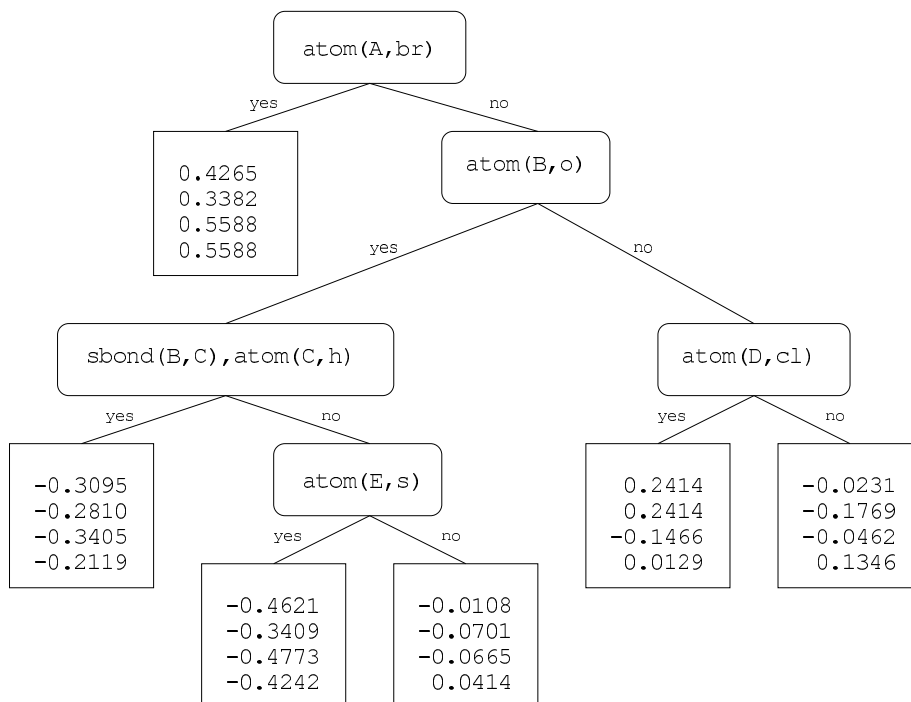 atom(A,br)
yes
no
0.4265
0.3382
0.5588
0.5588
atom(B,o)
yes
no
sbond(B,C),atom(C,h)
atom(D,cl)
yes
no
yes
no
-0.3095
-0.2810
-0.3405
-0.2119
atom(E,s)
0.2414
0.2414
-0.1466
0.0129
-0.0231
-0.1769
-0.0462
0.1346
yes
no
-0.4621
-0.3409
-0.4773
-0.4242
-0.0108
-0.0701
-0.0665
0.0414